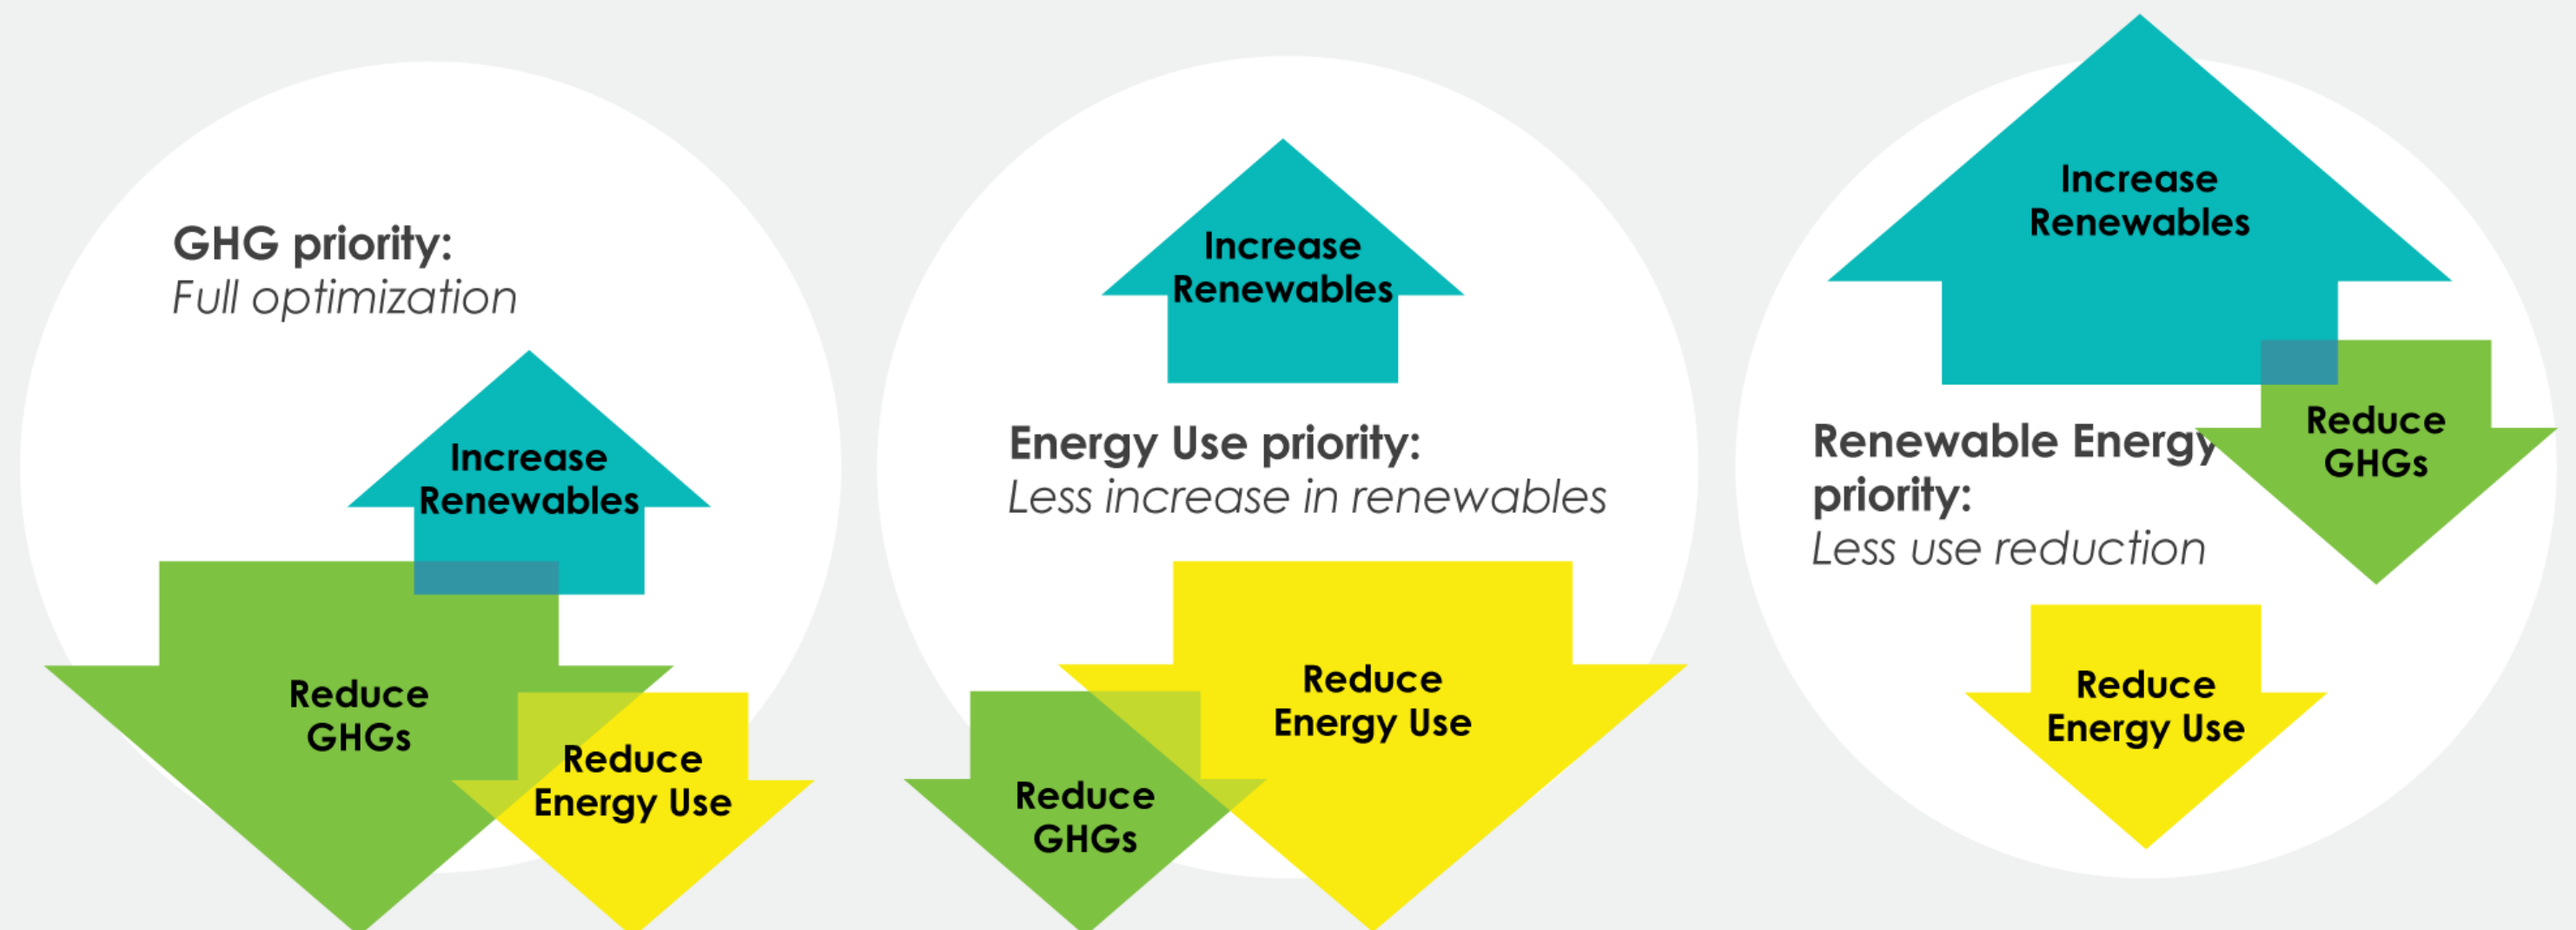 GHG priority:
Full optimization
Increase
Renewables
Reduce
GHGs
Reduce
Energy Use
Increase
Renewables
Energy Use priority:
Less increase in renewables
Reduce
Energy Use
Reduce
GHGs
Increase
Renewables
Reduce
GHGs
Renewable Energy
priority:
Less use reduction
Reduce
Energy Use